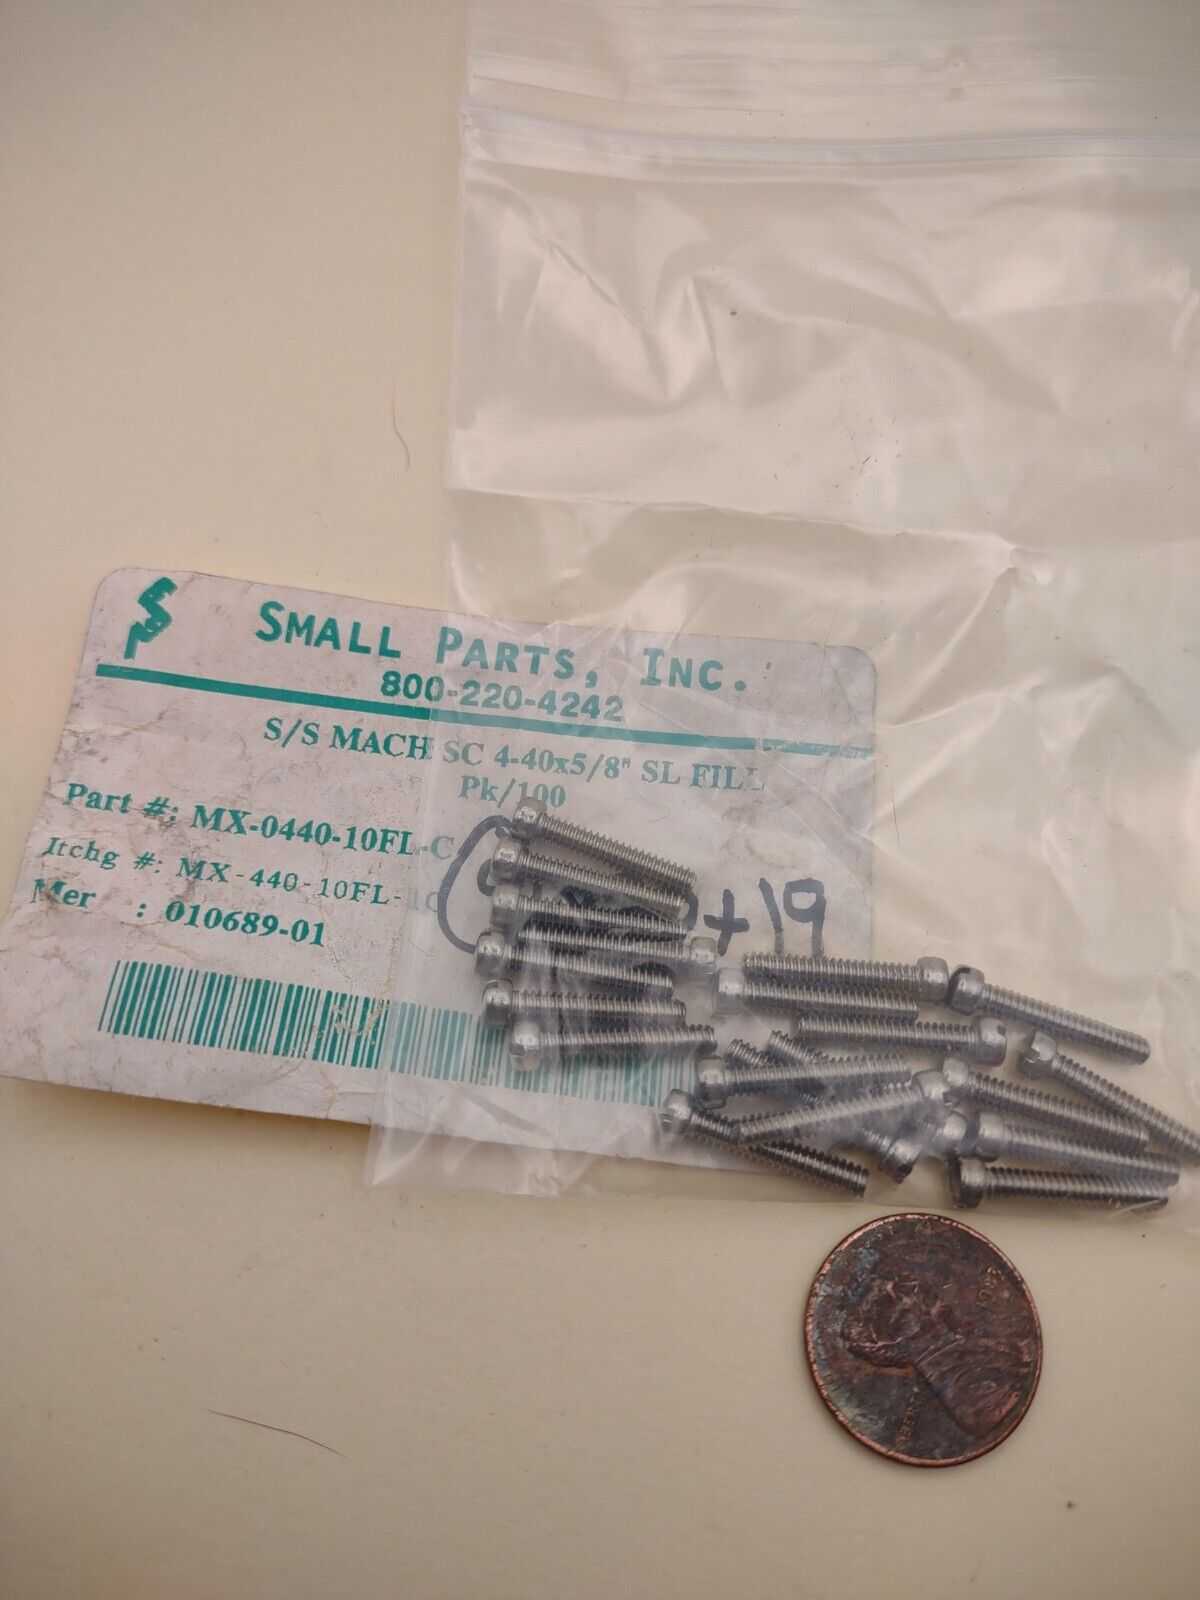 SMALL PARTS, INC.
800-220-4242
S/S MACH SC 4-40x5/8" SL FILL
Pk/100
Part #: MX-0440-10FL-C
Itchg #: MX-440-10FL-
Mer : 010689-01
+19